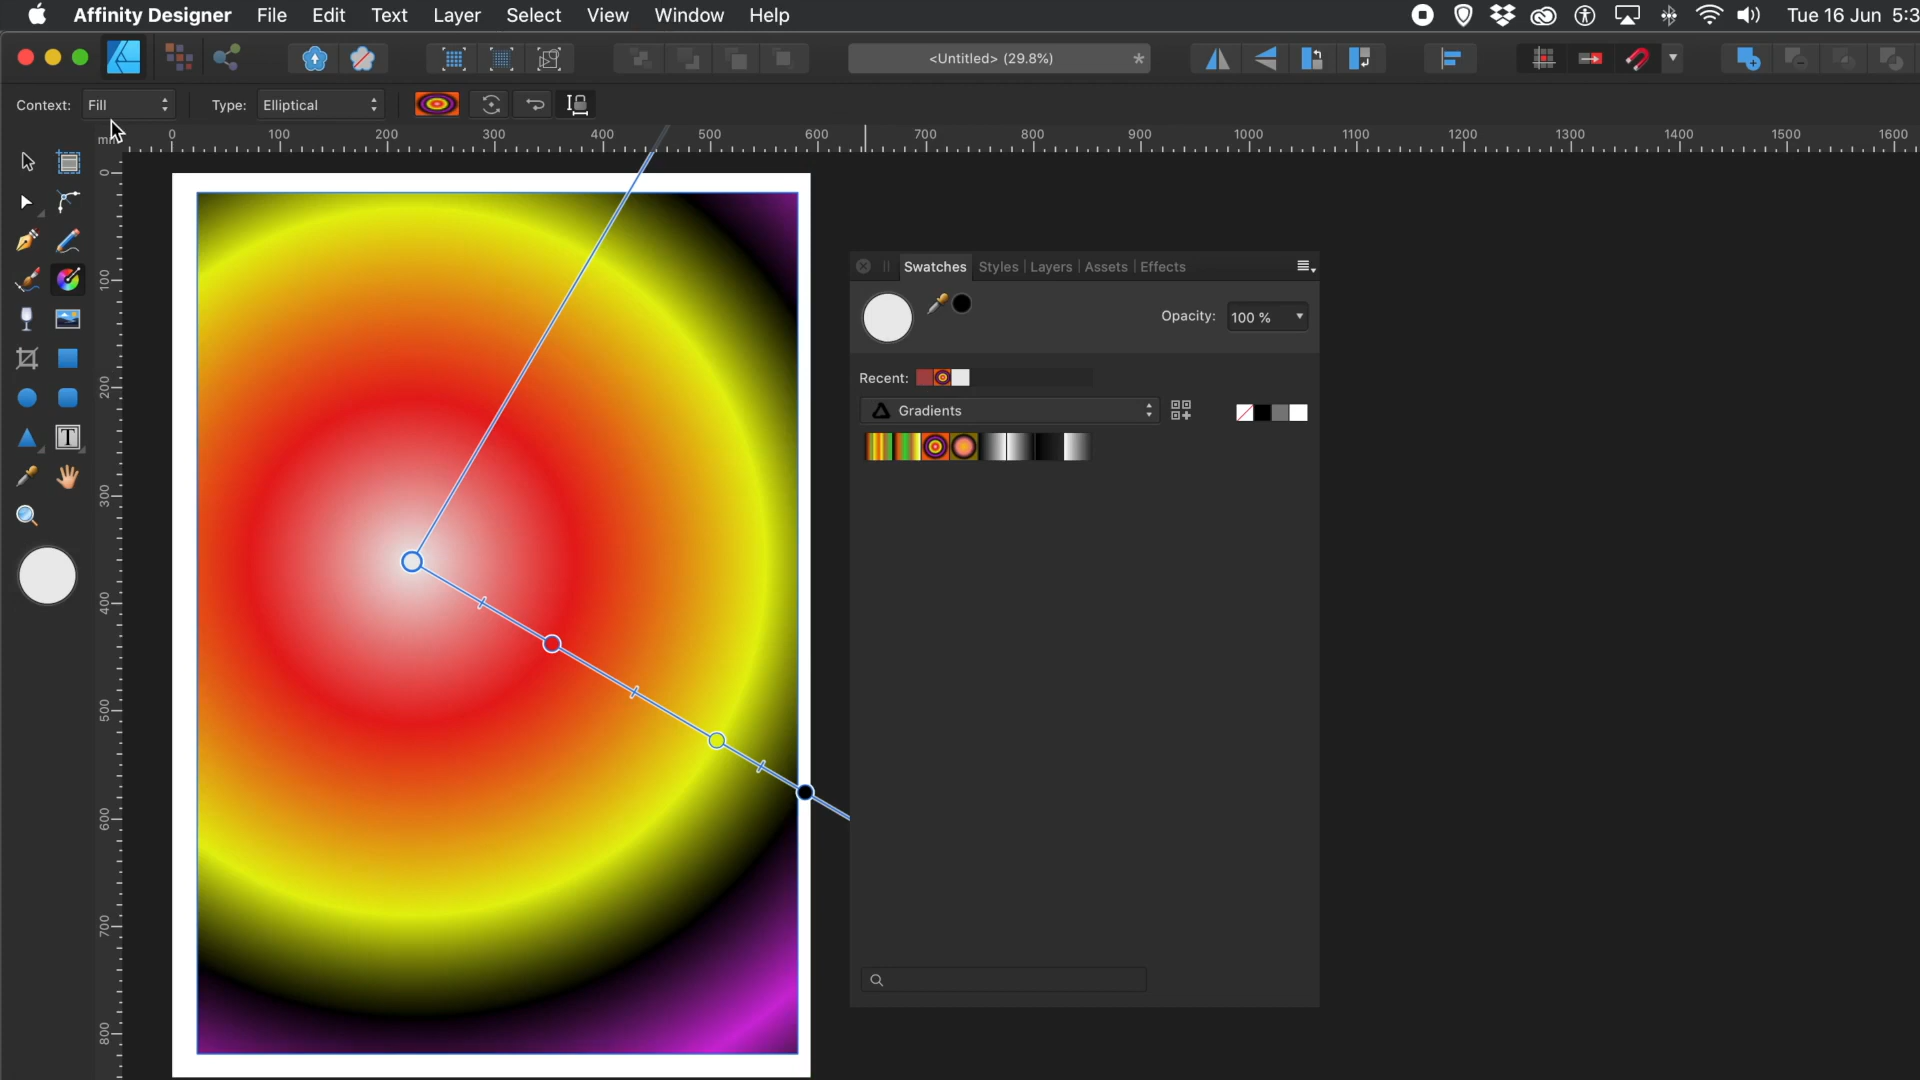 Affinity Designer File Edit Text Layer Select View Window Help Tue 16 Jun 5:3
<Untitled> (29.8%) *
Context: Fill Type: Elliptical
0 100 200 300 400 500 600 700 800 900 1000 1100 1200 1300 1400 1500 1600
0
100
200
300
400
500
600
700
800
Swatches Styles Layers Assets Effects
Opacity: 100 %
Recent:
Gradients
T